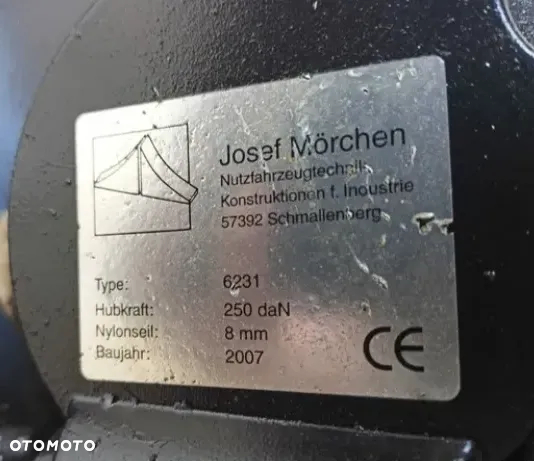 Josef Mörchen
Nutzfahrzeugtechnik
Konstruktionen f. Industrie
57392 Schmallenberg
Type: 6231
Hubkraft: 250 daN
Nylonseil: 8 mm
Baujahr: 2007
CE
OTOMOTO